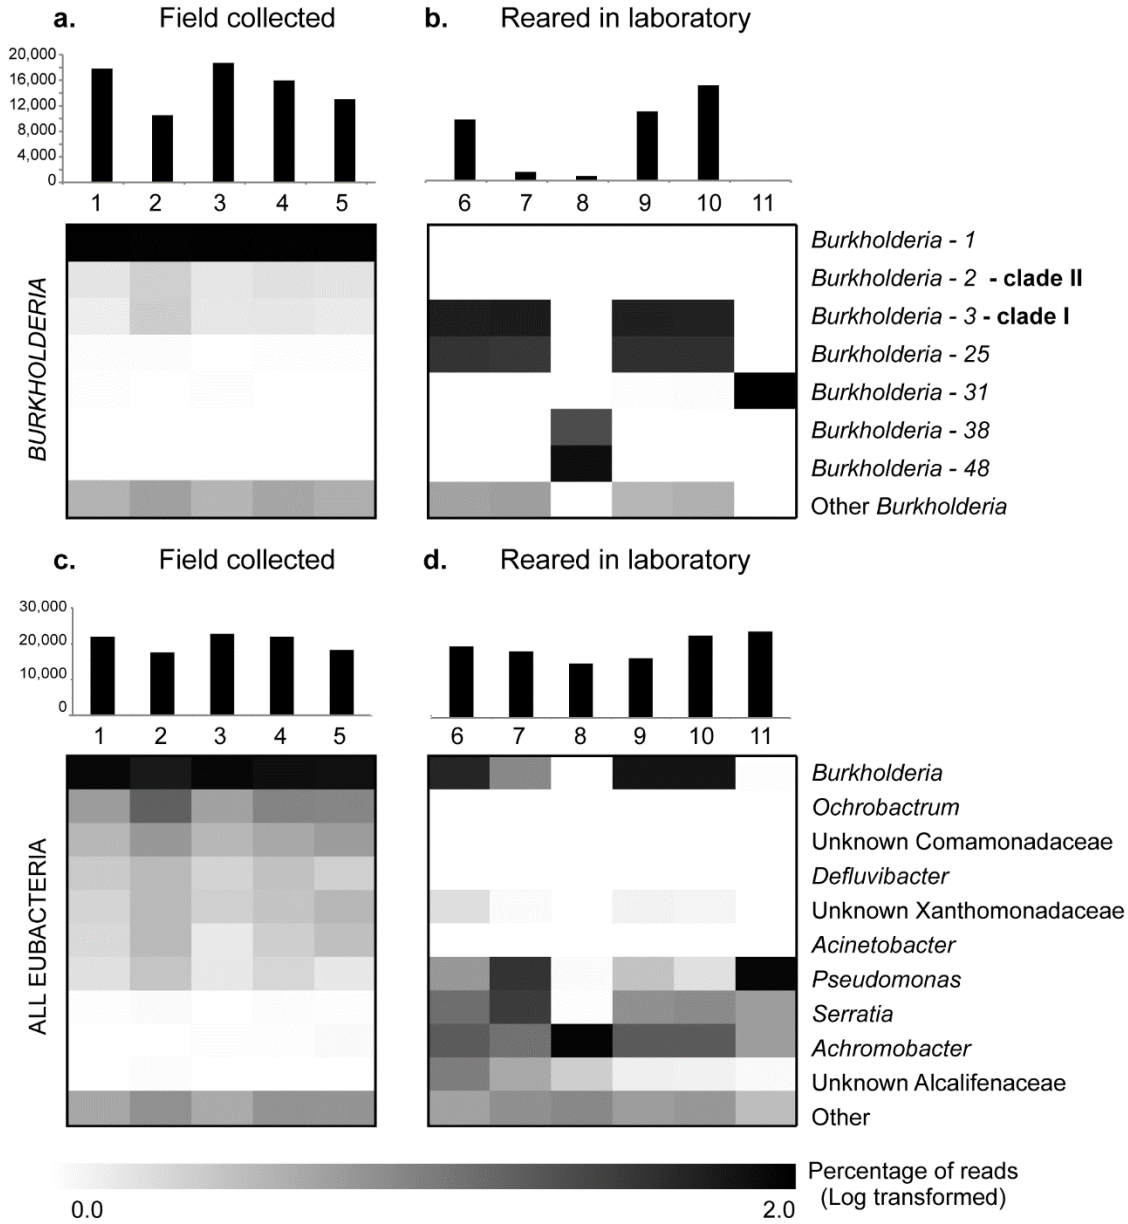 a. Field collected
b. Reared in laboratory
20,000
16,000
12,000
8,000
4,000
0
1 2 3 4 5
6 7 8 9 10 11
BURKHOLDERIA
Burkholderia - 1
Burkholderia - 2 - clade II
Burkholderia - 3 - clade I
Burkholderia - 25
Burkholderia - 31
Burkholderia - 38
Burkholderia - 48
Other Burkholderia
c. Field collected
d. Reared in laboratory
30,000
20,000
10,000
0
1 2 3 4 5
6 7 8 9 10 11
ALL EUBACTERIA
Burkholderia
Ochrobactrum
Unknown Comamonadaceae
Defluvibacter
Unknown Xanthomonadaceae
Acinetobacter
Pseudomonas
Serratia
Achromobacter
Unknown Alcalifenaceae
Other
0.0
2.0
Percentage of reads
(Log transformed)